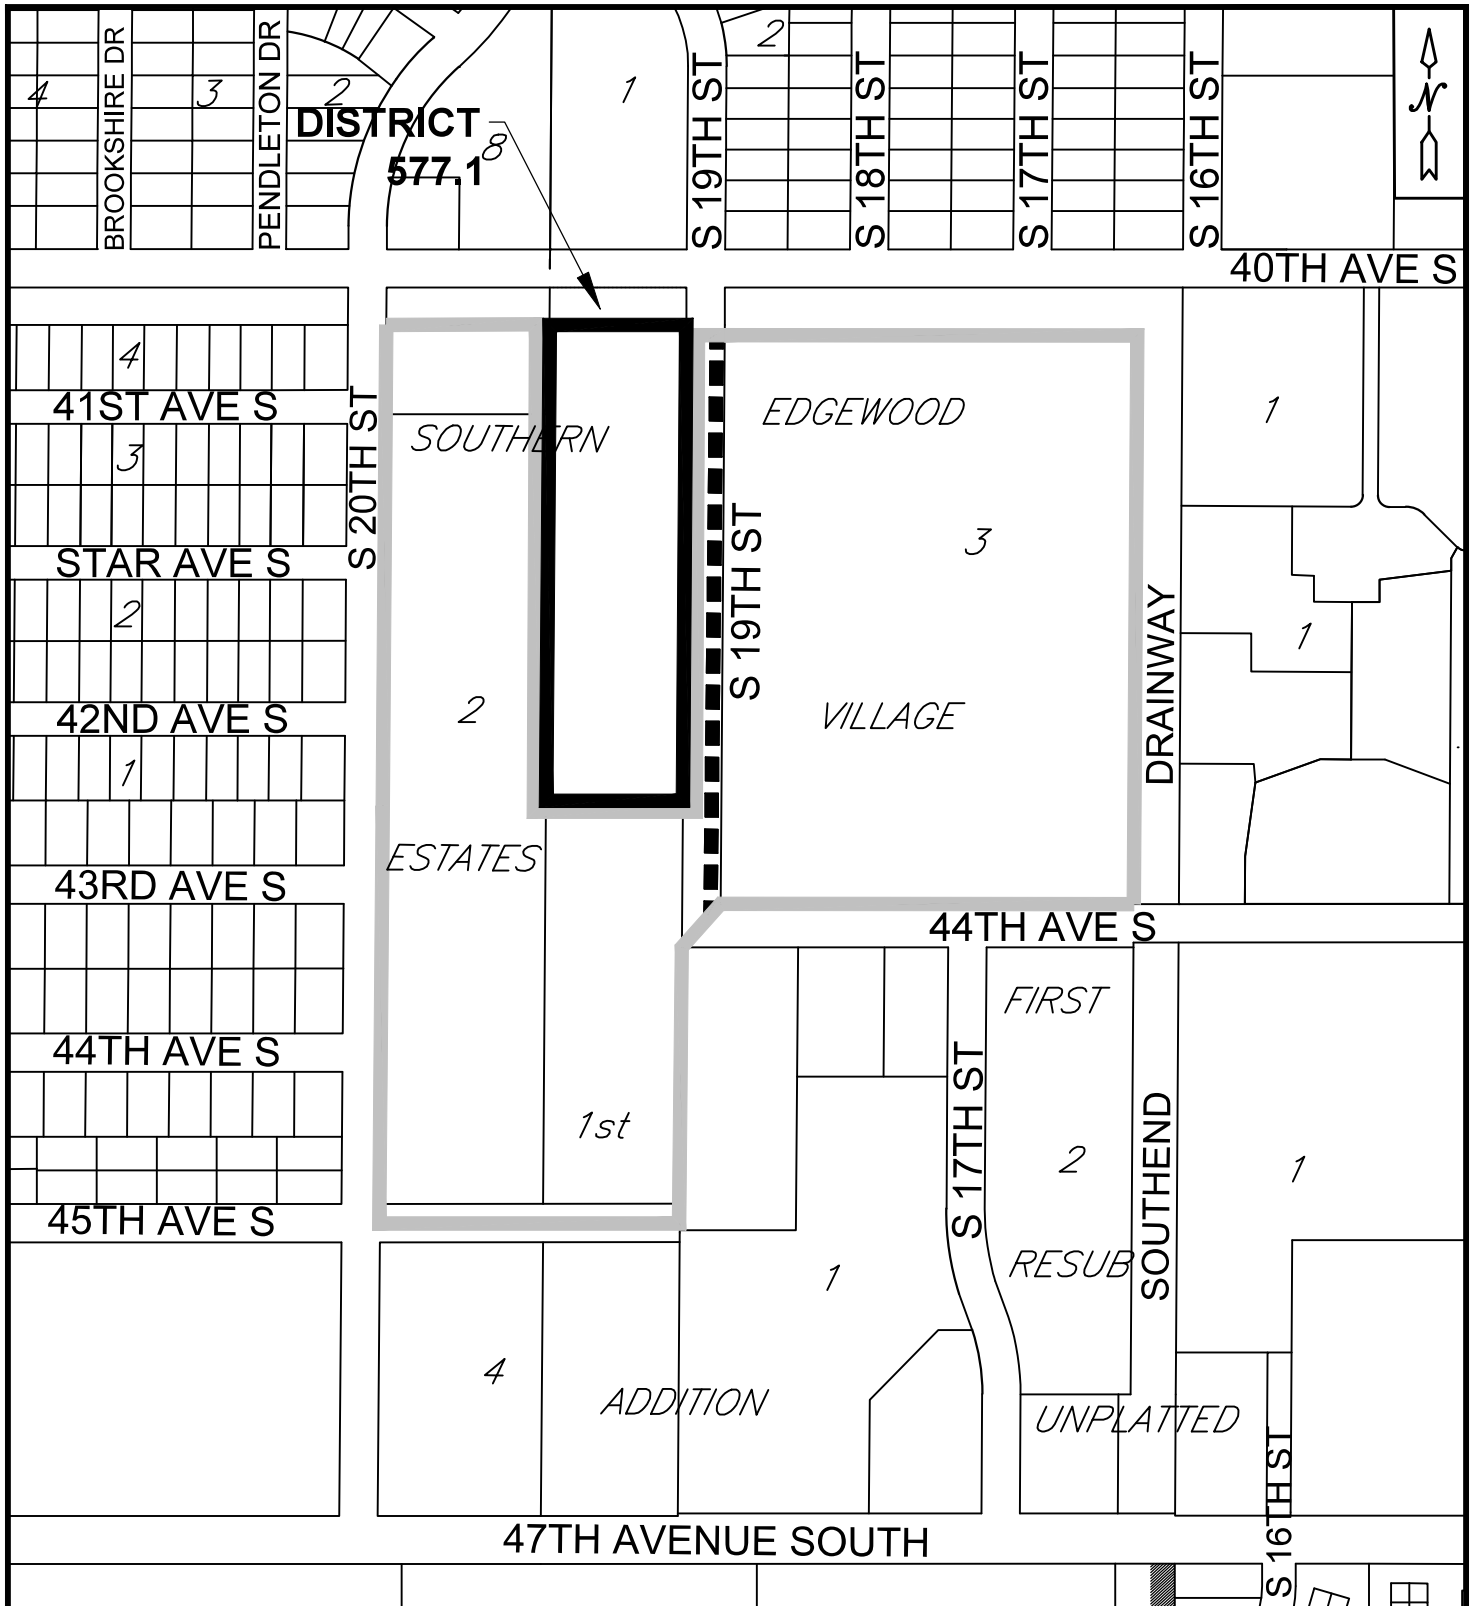 BROOKSHIRE DR
PENDLETON DR
S 19TH ST
S 18TH ST
S 17TH ST
S 16TH ST
N
4
3
2
1
2
DISTRICT
577.1
8
40TH AVE S
4
41ST AVE S
S 20TH ST
SOUTHERN
EDGEWOOD
1
3
STAR AVE S
S 19TH ST
3
2
42ND AVE S
2
VILLAGE
DRAINWAY
1
1
ESTATES
43RD AVE S
44TH AVE S
FIRST
44TH AVE S
1st
S 17TH ST
2
SOUTHEND
1
45TH AVE S
1
RESUB
4
ADDITION
UNPLATTED
S 16TH ST
47TH AVENUE SOUTH